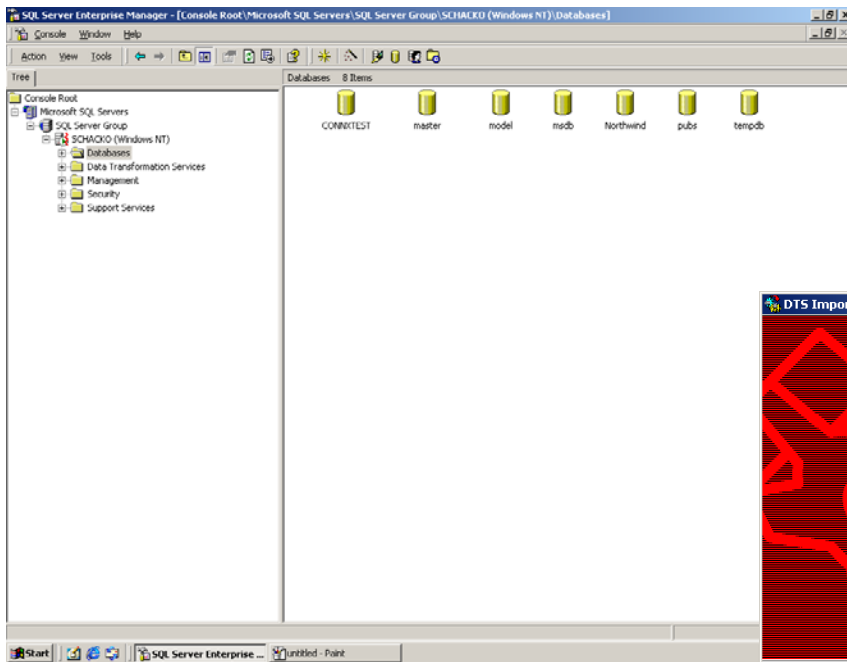 SQL Server Enterprise Manager - [Console Root\Microsoft SQL Servers\SQL Server Group\SCHACKO (Windows NT)\Databases]
Console Window Help
Action View Tools
Tree
Databases 8 Items
Console Root
Microsoft SQL Servers
SQL Server Group
SCHACKO (Windows NT)
Databases
Data Transformation Services
Management
Security
Support Services
CONNXTEST master model msdb Northwind pubs tempdb
DTS Impor
Start SQL Server Enterprise ... untitled - Paint